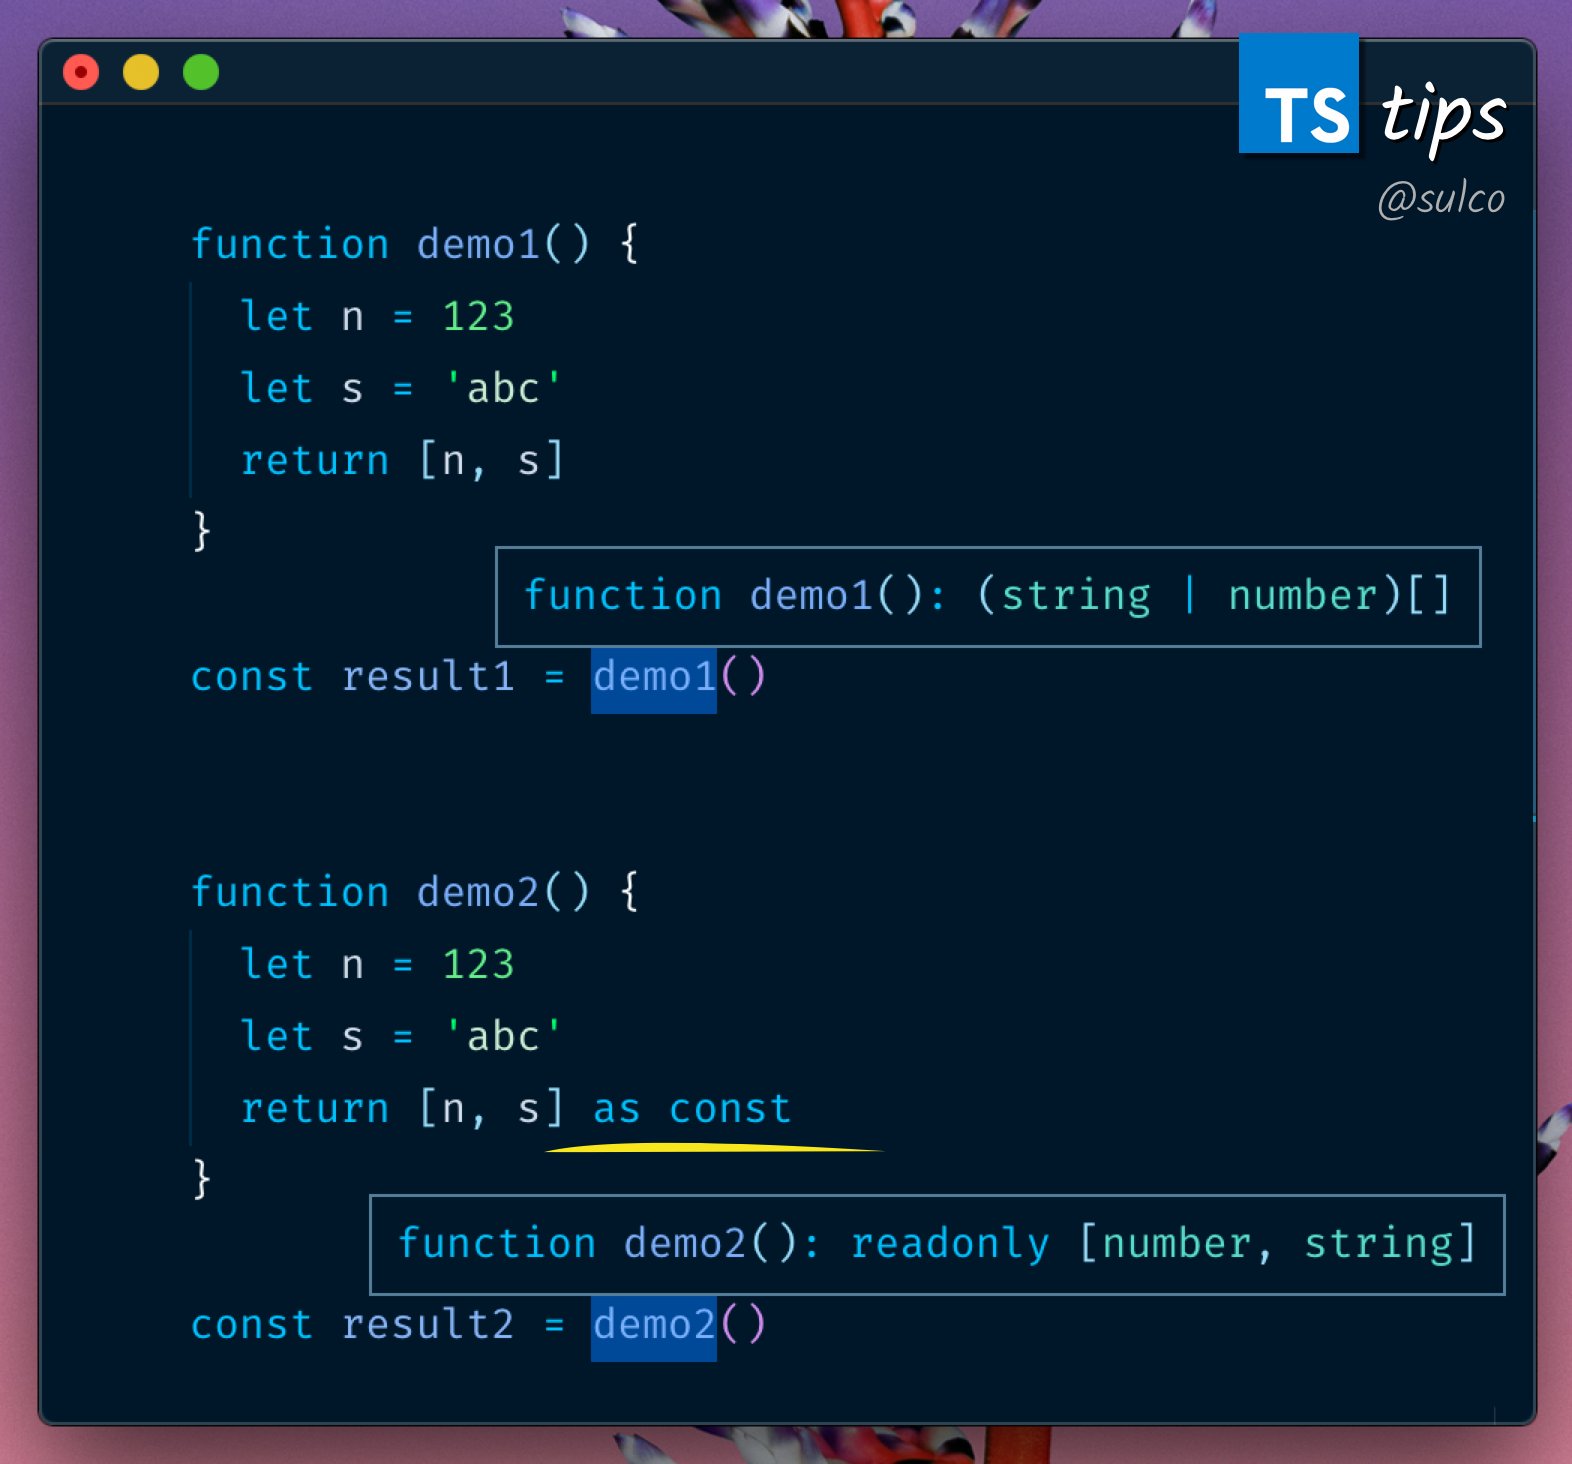 TS tips
@sulco
function demo1() {
  let n = 123
  let s = 'abc'
  return [n, s]
}
function demo1(): (string | number)[]
const result1 = demo1()
function demo2() {
  let n = 123
  let s = 'abc'
  return [n, s] as const
}
function demo2(): readonly [number, string]
const result2 = demo2()